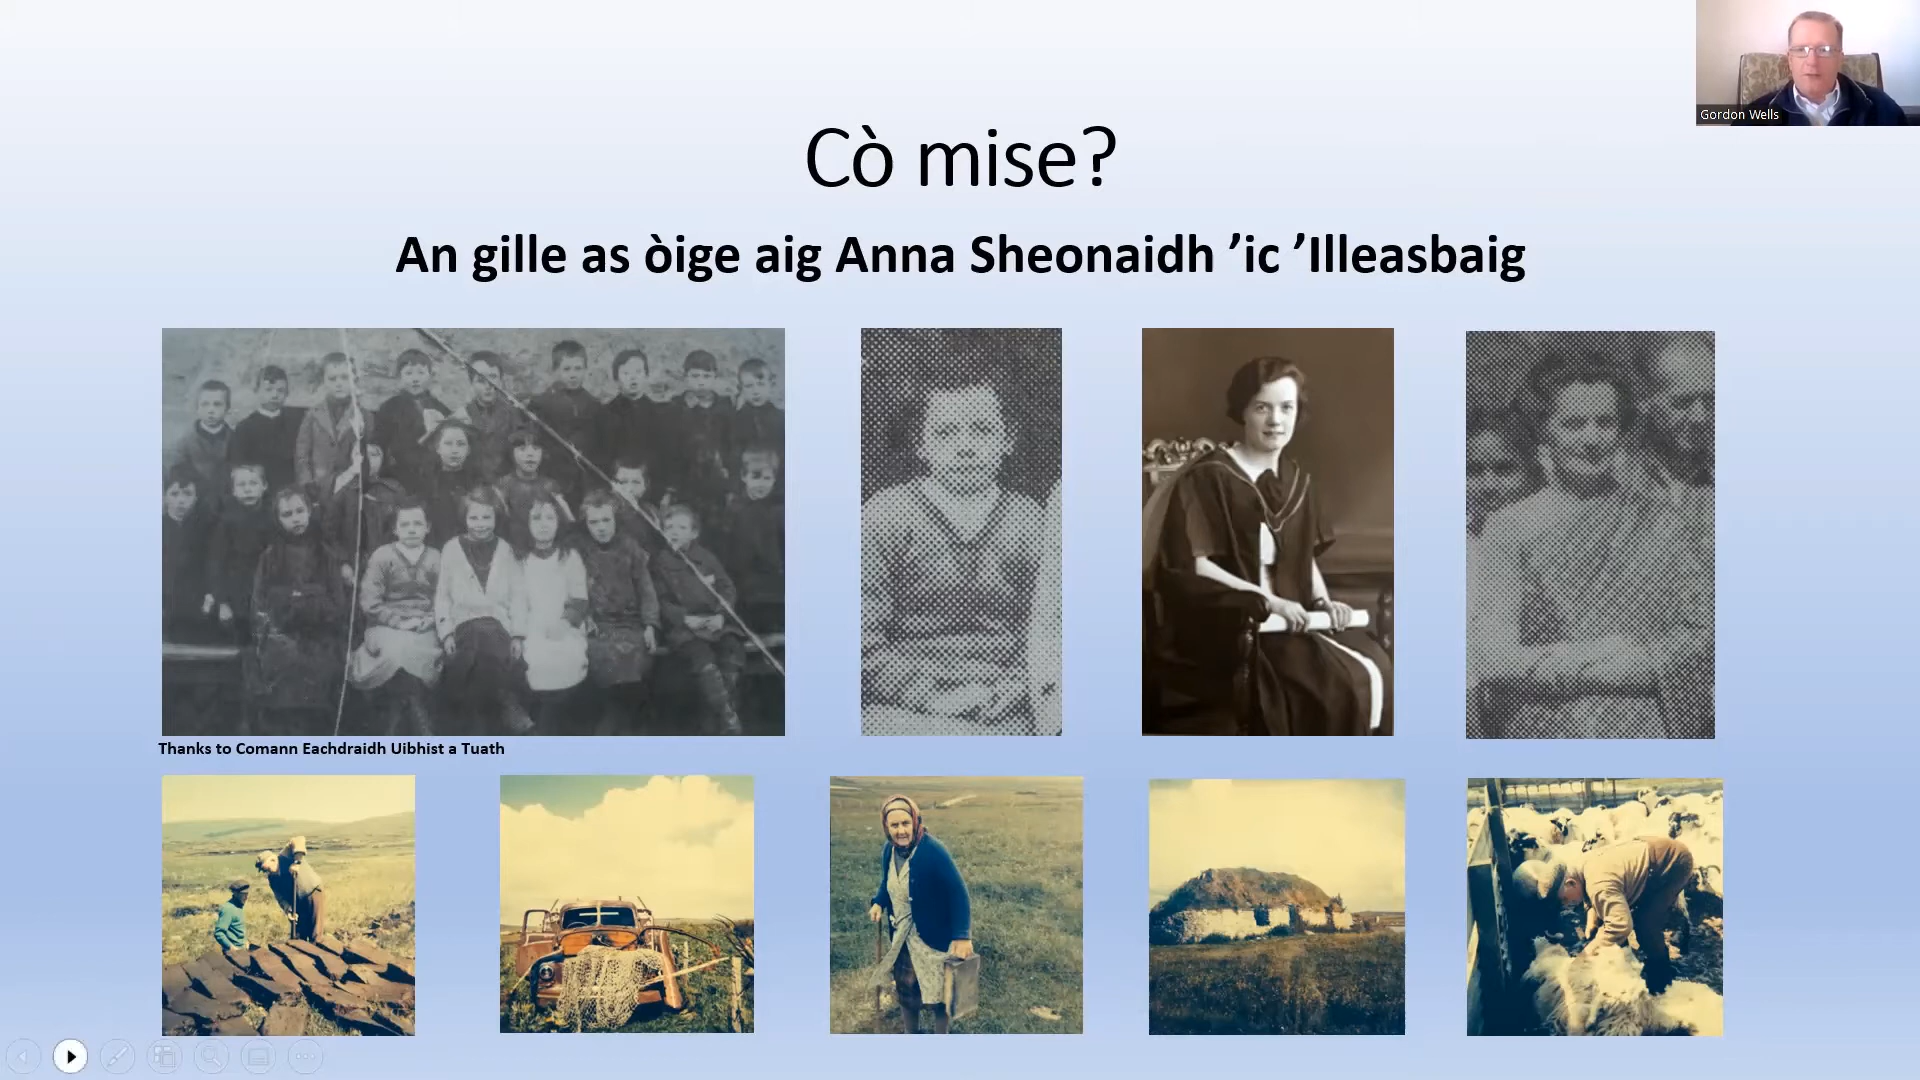 Gordon Wells
Cò mise?
An gille as òige aig Anna Sheonaidh ’ic ’Illeasbaig
Thanks to Comann Eachdraidh Uibhist a Tuath